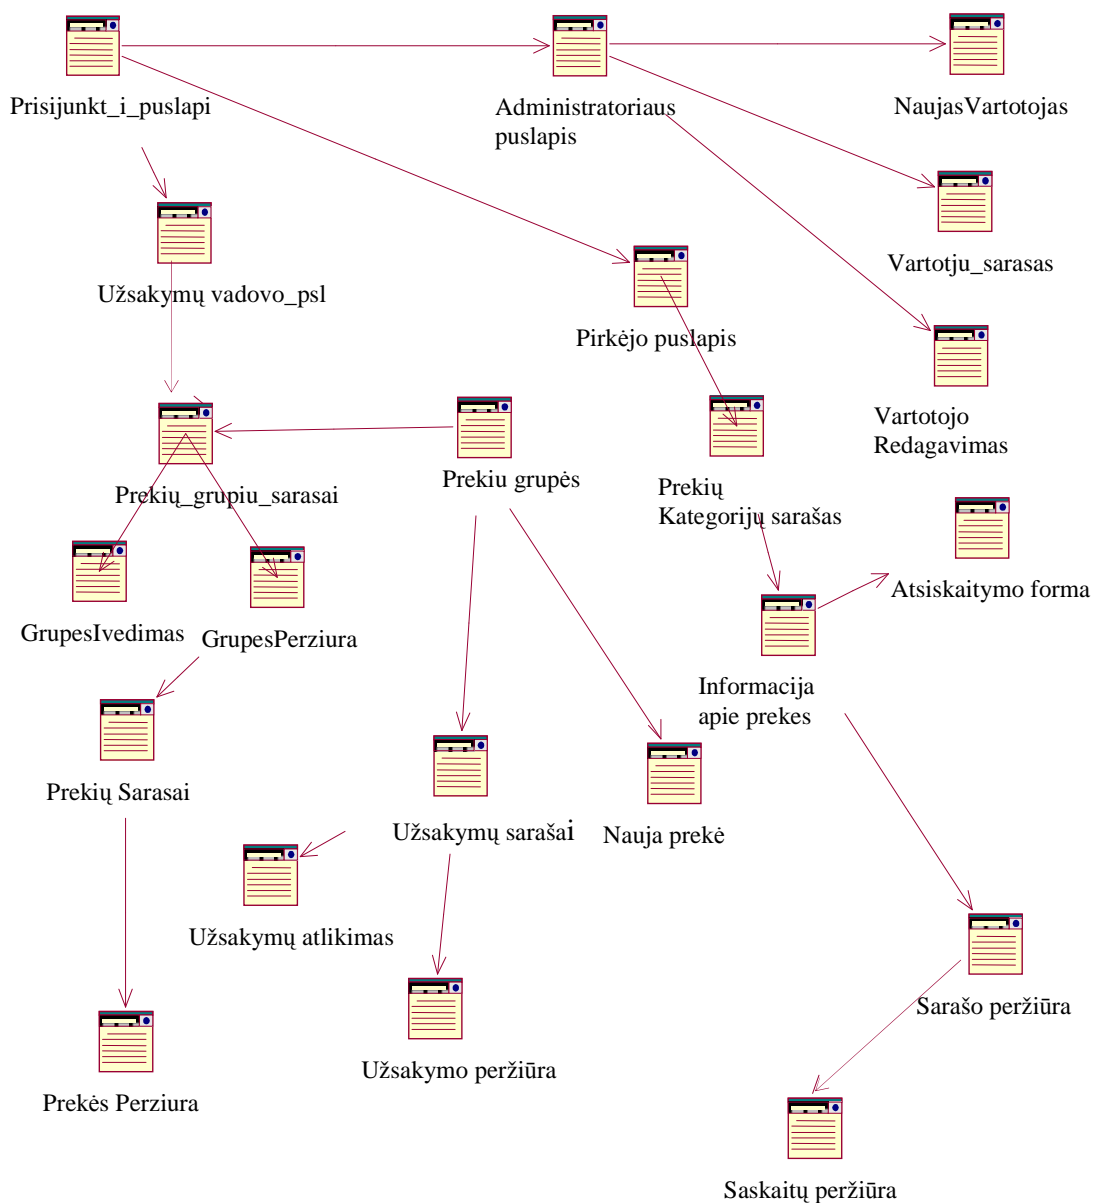 Prisijunkt_i_puslapi
Administratoriaus
puslapis
NaujasVartotojas
Vartotju_sarasas
Užsakymų vadovo_psl
Pirkėjo puslapis
Vartotojo
Redagavimas
Prekių_grupiu_sarasai
Prekiu grupės
Prekių
Kategorijų sarašas
Atsiskaitymo forma
GrupesIvedimas
GrupesPerziura
Informacija
apie prekes
Prekių Sarasai
Užsakymų sarašai
Nauja prekė
Užsakymų atlikimas
Sarašo peržiūra
Užsakymo peržiūra
Prekės Perziura
Saskaitų peržiūra